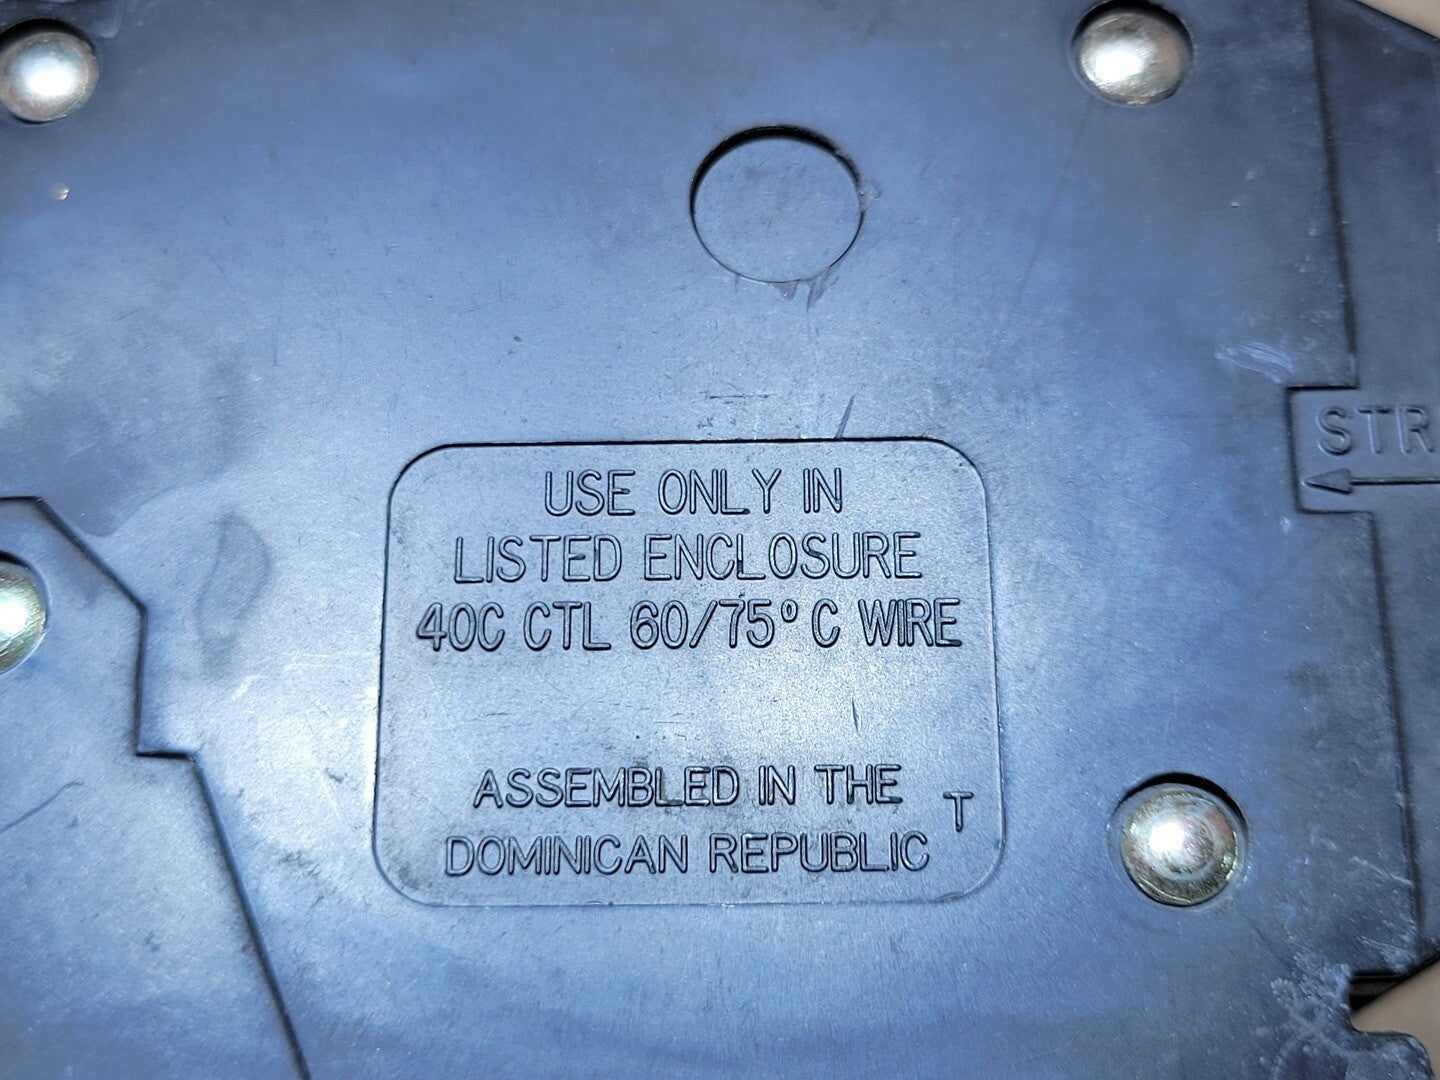 USE ONLY IN
LISTED ENCLOSURE
40C CTL 60/75°C WIRE
ASSEMBLED IN THE
DOMINICAN REPUBLIC T
STR